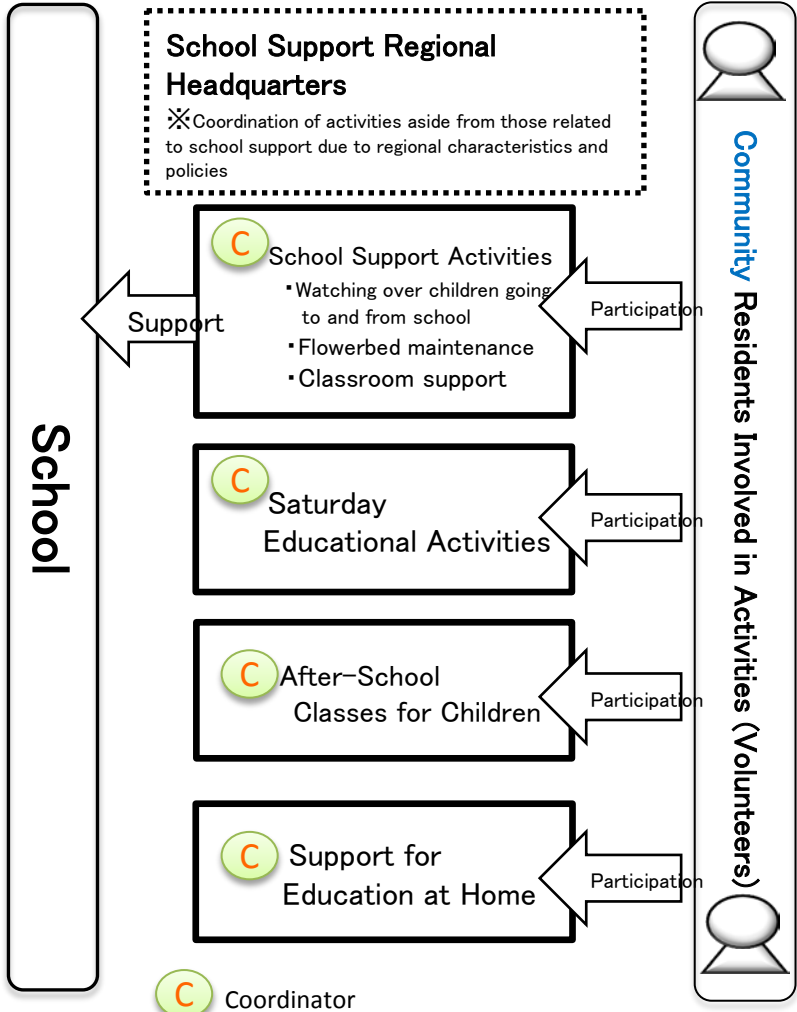 School Support Regional
Headquarters
※Coordination of activities aside from those related
to school support due to regional characteristics and
policies
C
School Support Activities
・Watching over children going
to and from school
・Flowerbed maintenance
・Classroom support
Support
Participation
School
C
Saturday
Educational Activities
Participation
C
After-School
Classes for Children
Participation
C
Support for
Education at Home
Participation
Community Residents Involved in Activities (Volunteers)
C
Coordinator